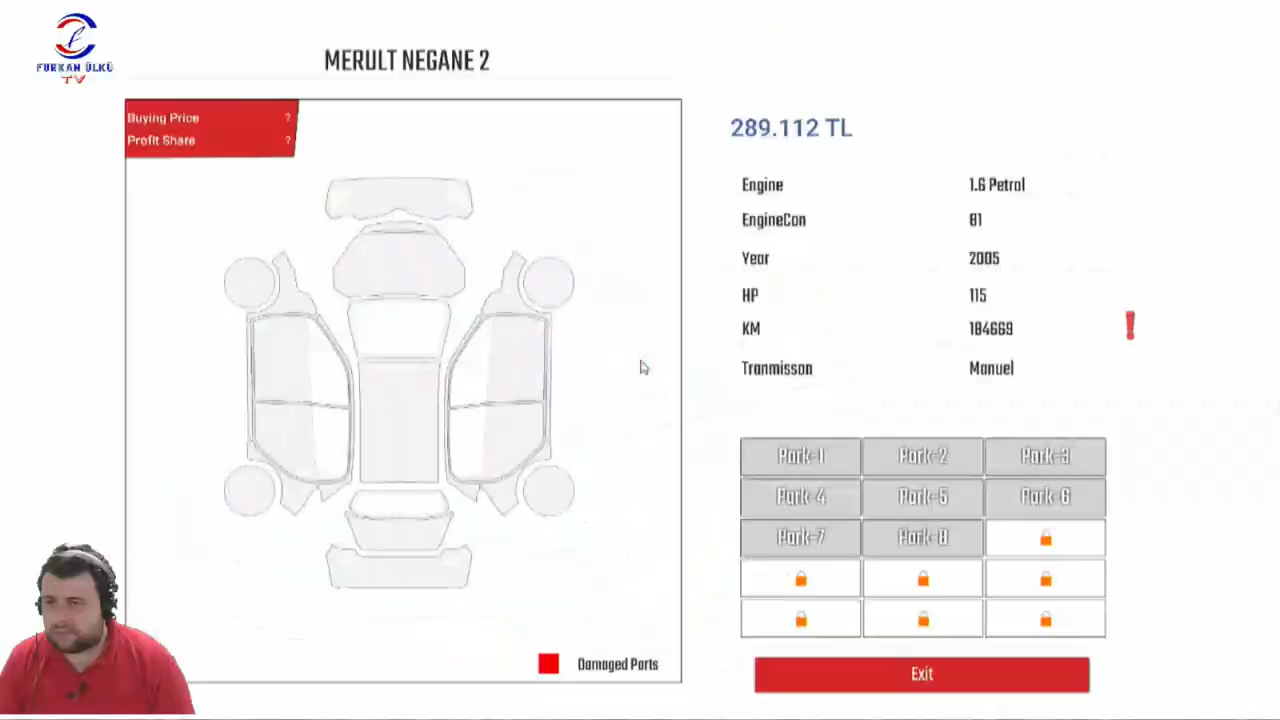 FURKAN ÜLKÜ
TV
MERULT NEGANE 2
Buying Price ?
Profit Share ?
289.112 TL
Engine 1.6 Petrol
EngineCon 81
Year 2005
HP 115
KM 184669
Tranmisson Manuel
Park-1 Park-2 Park-3
Park-4 Park-5 Park-6
Park-7 Park-8
Damaged Parts
Exit